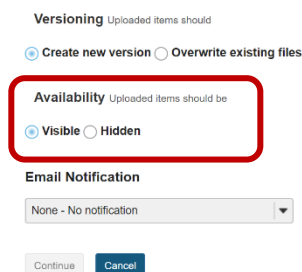 Versioning Uploaded items should
Create new version Overwrite existing files
Availability Uploaded items should be
Visible Hidden
Email Notification
None - No notification
Continue Cancel